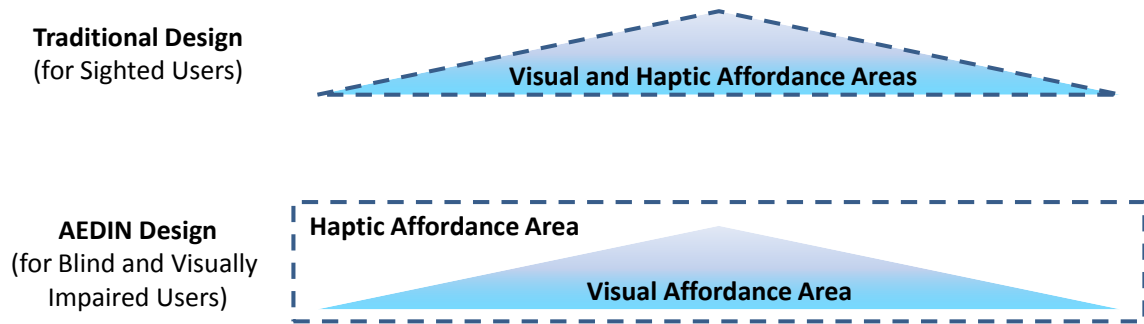 Traditional Design
(for Sighted Users)
Visual and Haptic Affordance Areas
AEDIN Design
(for Blind and Visually
Impaired Users)
Haptic Affordance Area
Visual Affordance Area